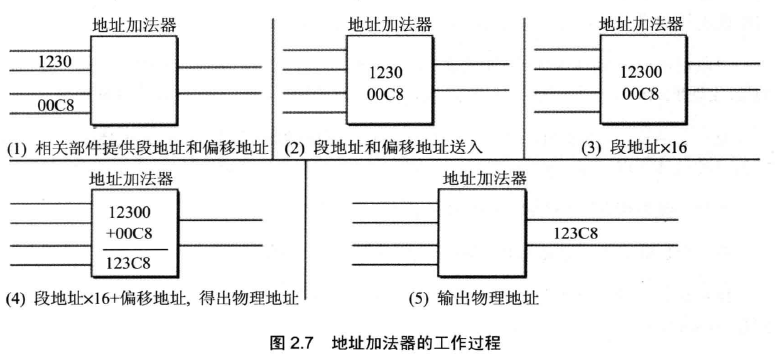 地址加法器
1230
00C8
(1) 相关部件提供段地址和偏移地址
地址加法器
1230
00C8
(2) 段地址和偏移地址送入
地址加法器
12300
00C8
(3) 段地址×16
地址加法器
12300
+00C8
123C8
(4) 段地址×16+偏移地址, 得出物理地址
地址加法器
123C8
(5) 输出物理地址
图 2.7 地址加法器的工作过程